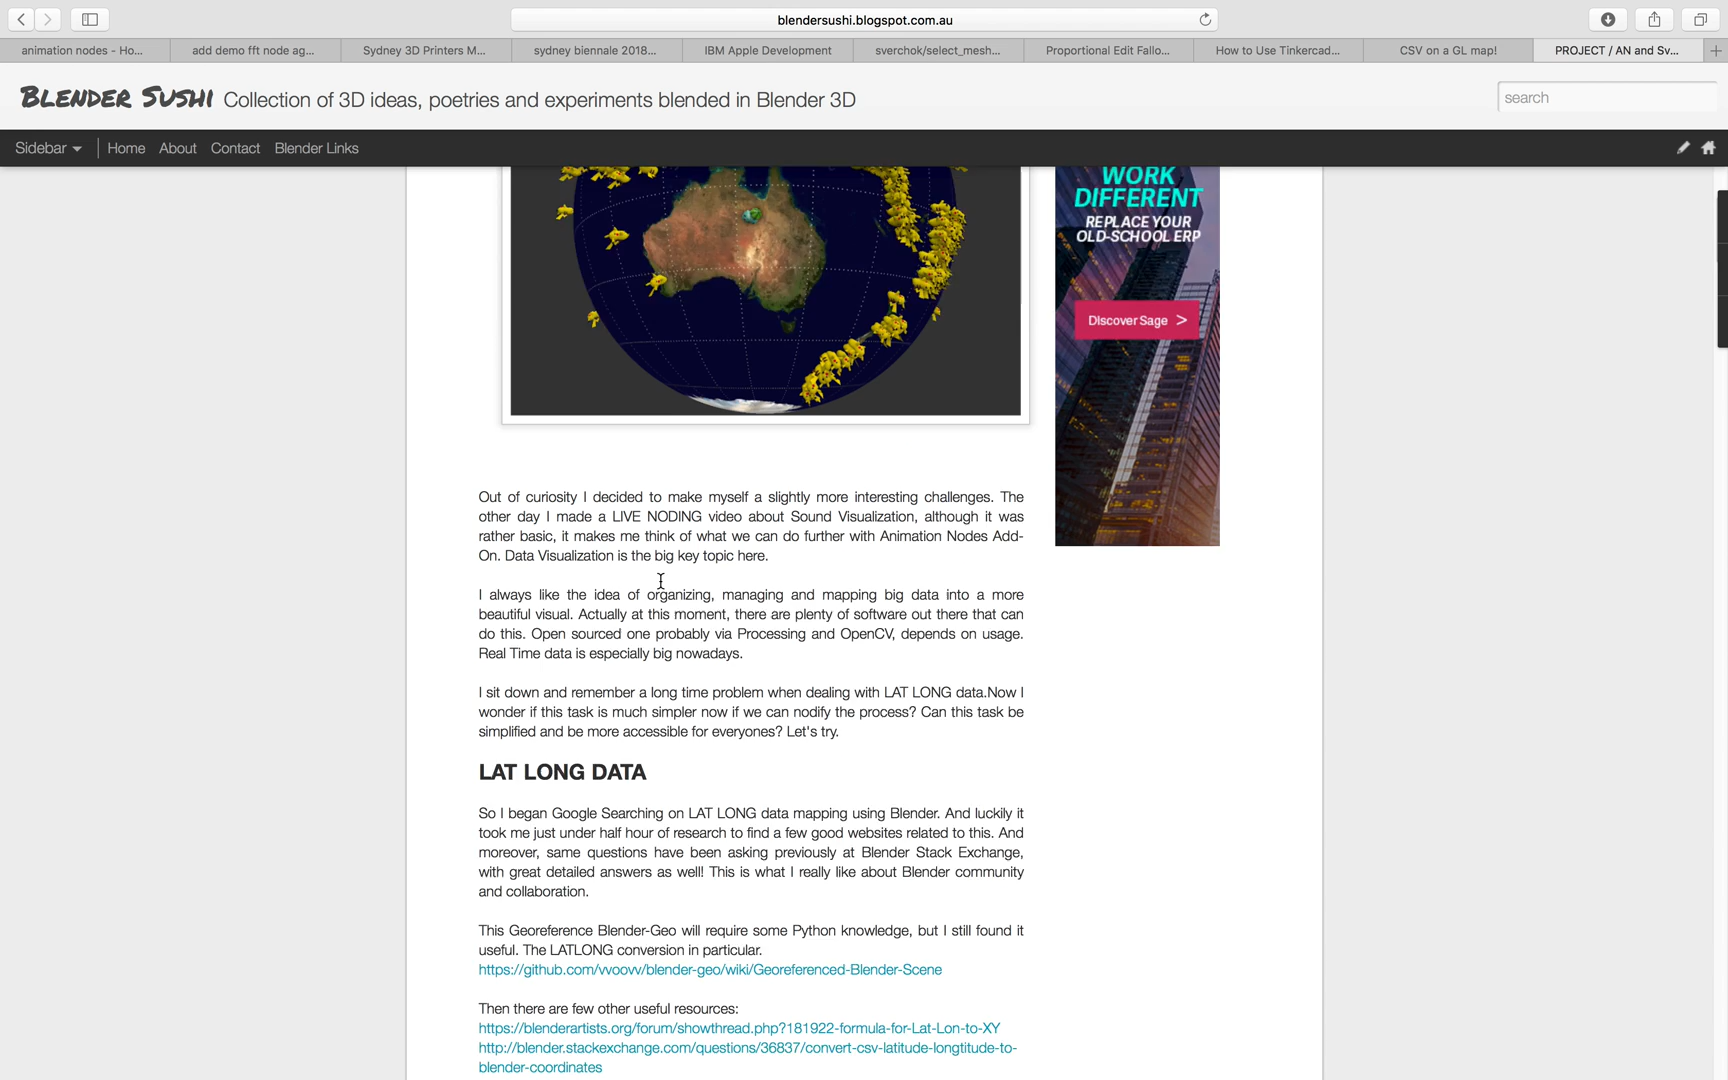 blendersushi.blogspot.com.au
animation nodes - Ho...
add demo fft node ag...
Sydney 3D Printers M...
sydney biennale 2018...
IBM Apple Development
sverchok/select_mesh...
Proportional Edit Fallo...
How to Use Tinkercad...
CSV on a GL map!
PROJECT / AN and Sv...
Blender Sushi Collection of 3D ideas, poetries and experiments blended in Blender 3D
search
Sidebar Home About Contact Blender Links
WORK
DIFFERENT
REPLACE YOUR
OLD-SCHOOL ERP
Discover Sage >
Out of curiosity I decided to make myself a slightly more interesting challenges. The
other day I made a LIVE NODING video about Sound Visualization, although it was
rather basic, it makes me think of what we can do further with Animation Nodes Add-
On. Data Visualization is the big key topic here.
I always like the idea of organizing, managing and mapping big data into a more
beautiful visual. Actually at this moment, there are plenty of software out there that can
do this. Open sourced one probably via Processing and OpenCV, depends on usage.
Real Time data is especially big nowadays.
I sit down and remember a long time problem when dealing with LAT LONG data.Now I
wonder if this task is much simpler now if we can nodify the process? Can this task be
simplified and be more accessible for everyones? Let's try.
LAT LONG DATA
So I began Google Searching on LAT LONG data mapping using Blender. And luckily it
took me just under half hour of research to find a few good websites related to this. And
moreover, same questions have been asking previously at Blender Stack Exchange,
with great detailed answers as well! This is what I really like about Blender community
and collaboration.
This Georeference Blender-Geo will require some Python knowledge, but I still found it
useful. The LATLONG conversion in particular.
https://github.com/vvoovv/blender-geo/wiki/Georeferenced-Blender-Scene
Then there are few other useful resources:
https://blenderartists.org/forum/showthread.php?181922-formula-for-Lat-Lon-to-XY
http://blender.stackexchange.com/questions/36837/convert-csv-latitude-longtitude-to-
blender-coordinates